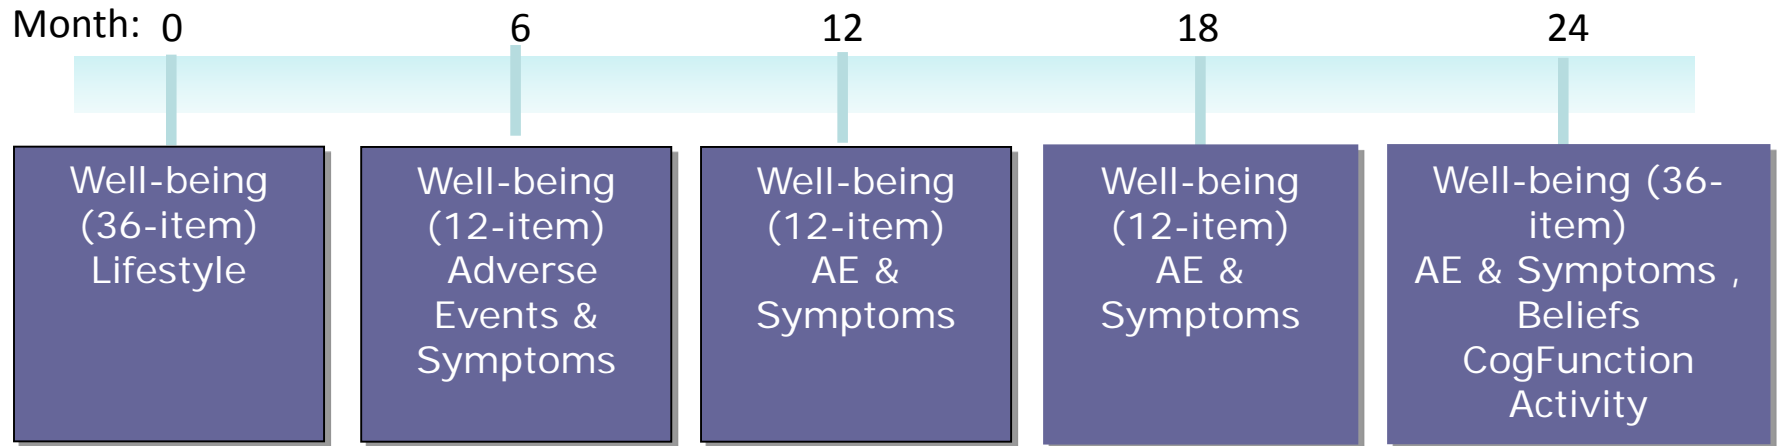 Month: 0 6 12 18 24
Well-being
(36-item)
Lifestyle
Well-being
(12-item)
Adverse
Events &
Symptoms
Well-being
(12-item)
AE &
Symptoms
Well-being
(12-item)
AE &
Symptoms
Well-being (36-
item)
AE & Symptoms ,
Beliefs
CogFunction
Activity